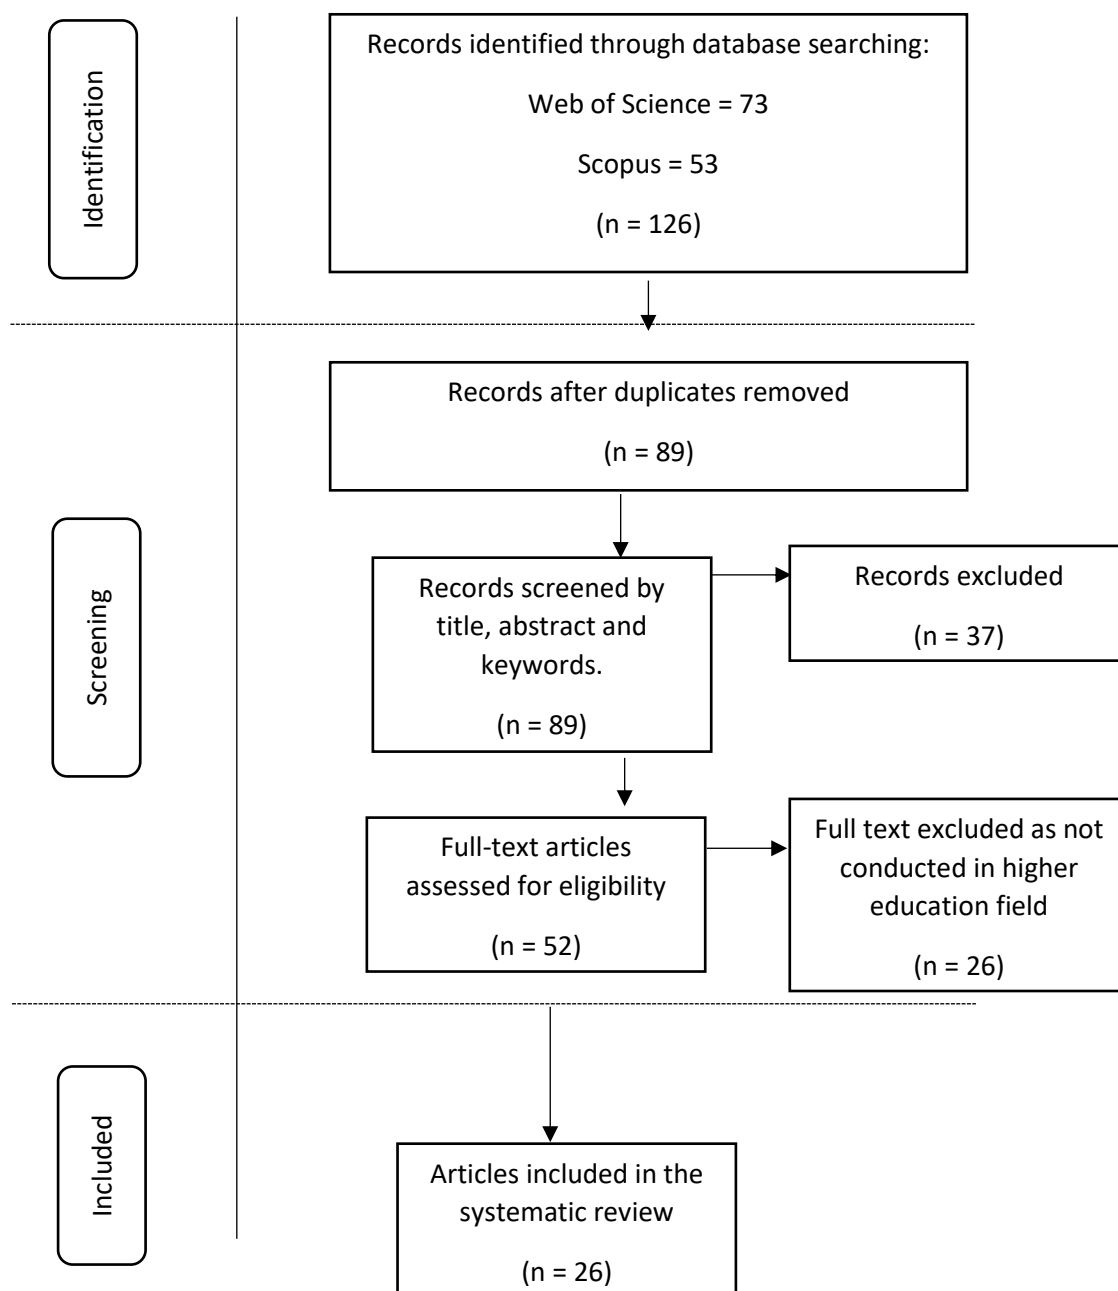 Identification
Records identified through database searching:
Web of Science = 73
Scopus = 53
(n = 126)
Screening
Records after duplicates removed
(n = 89)
Records screened by
title, abstract and
keywords.
(n = 89)
Records excluded
(n = 37)
Full-text articles
assessed for eligibility
(n = 52)
Full text excluded as not
conducted in higher
education field
(n = 26)
Included
Articles included in the
systematic review
(n = 26)